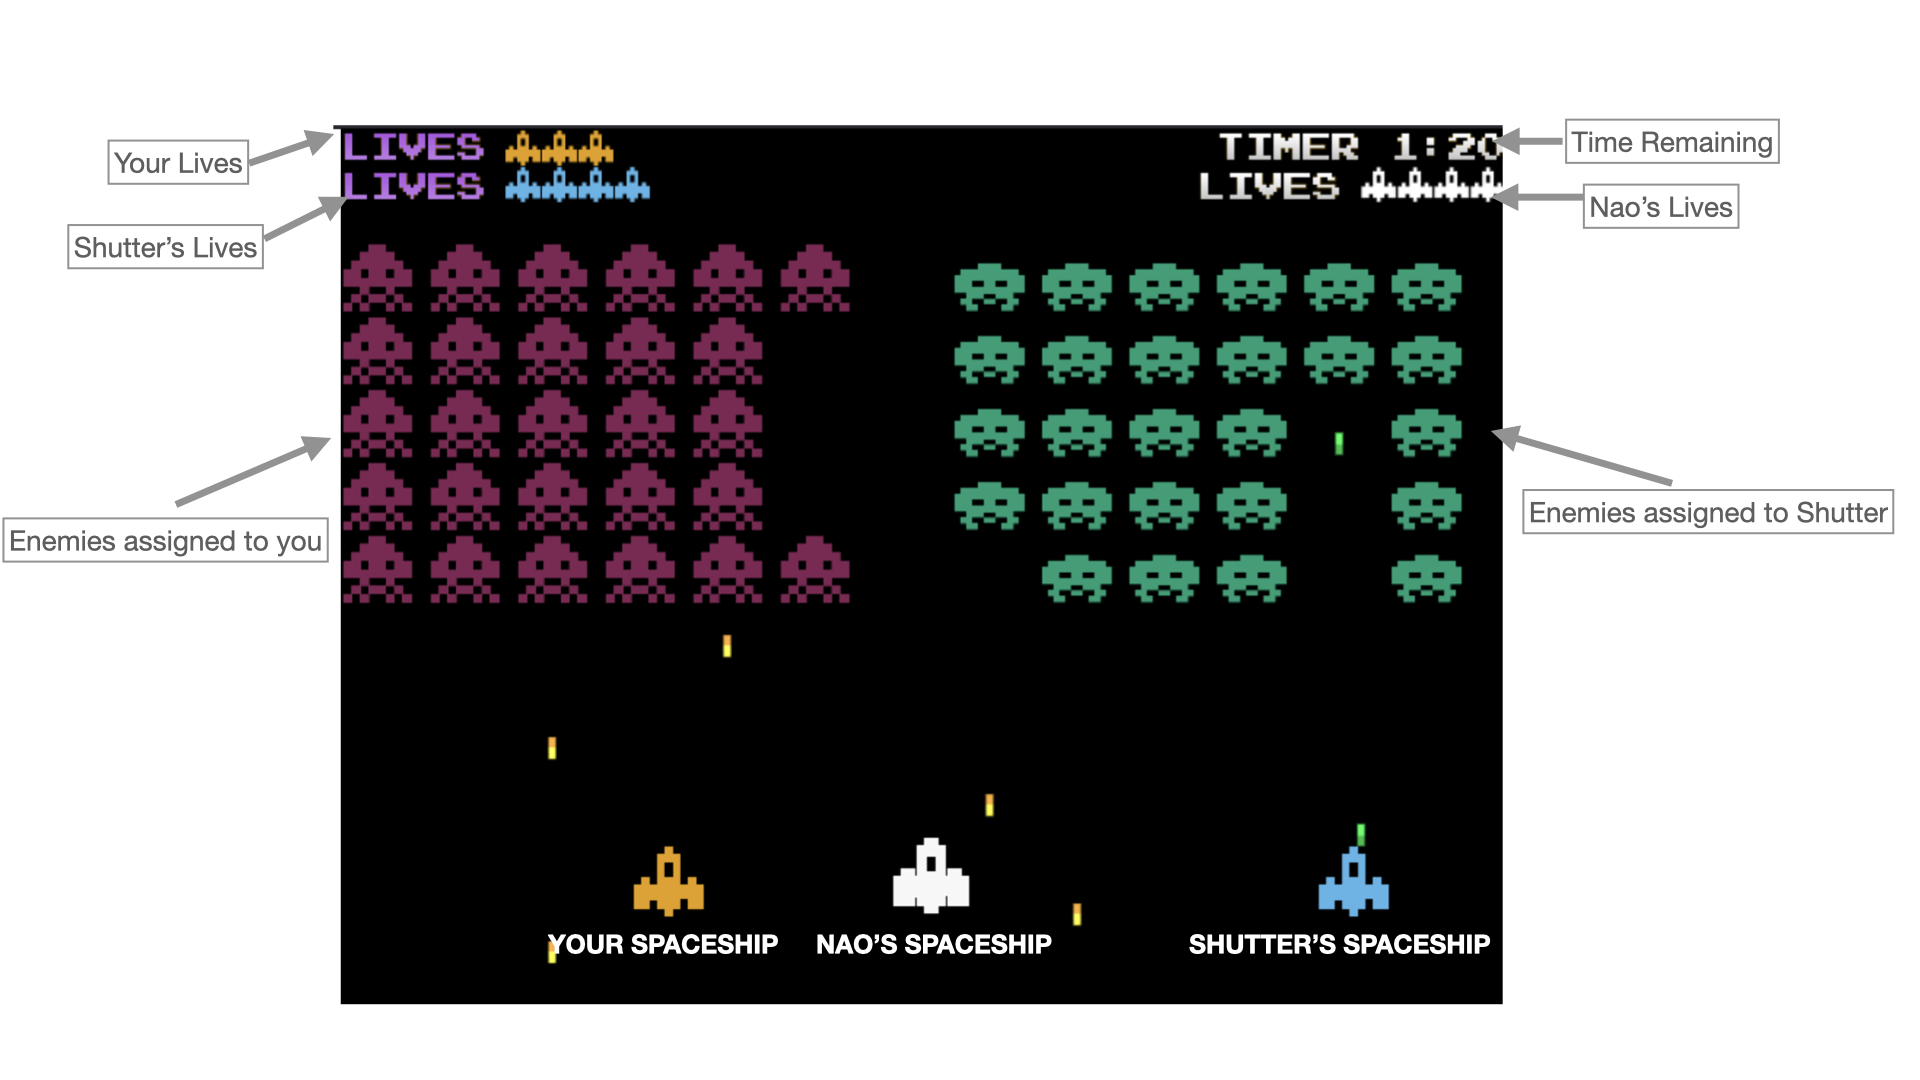 Your Lives
Shutter's Lives
LIVES
LIVES
TIMER 1:20
LIVES
Time Remaining
Nao's Lives
Enemies assigned to you
Enemies assigned to Shutter
YOUR SPACESHIP
NAO'S SPACESHIP
SHUTTER'S SPACESHIP